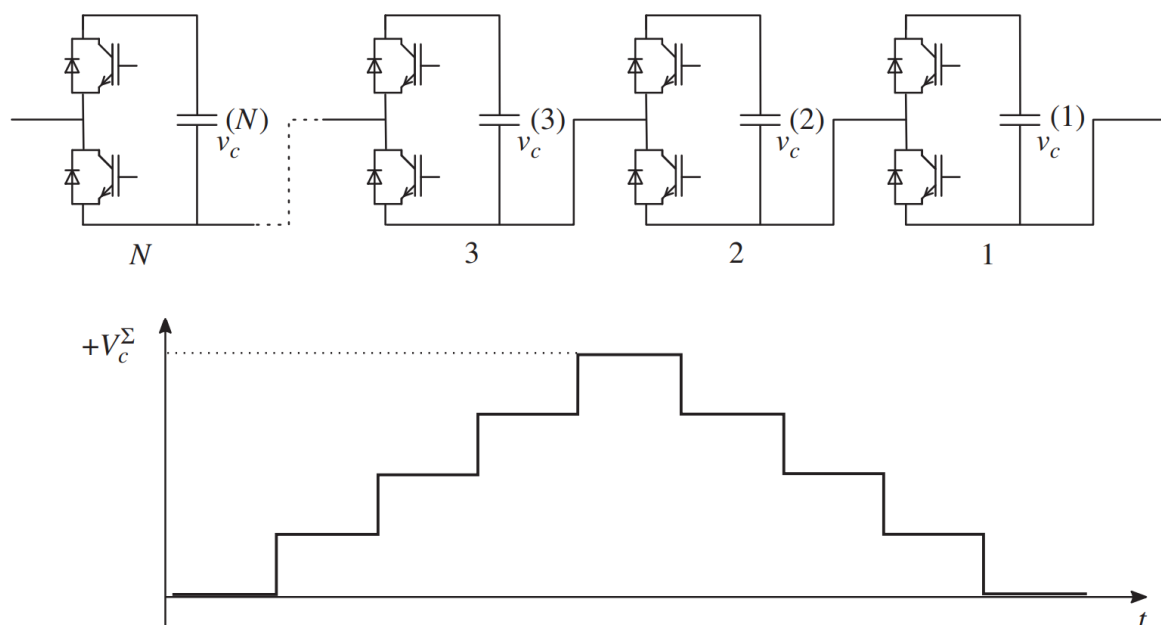 v_c^{(N)} v_c^{(3)} v_c^{(2)} v_c^{(1)}
N 3 2 1
+V_c^Σ
t